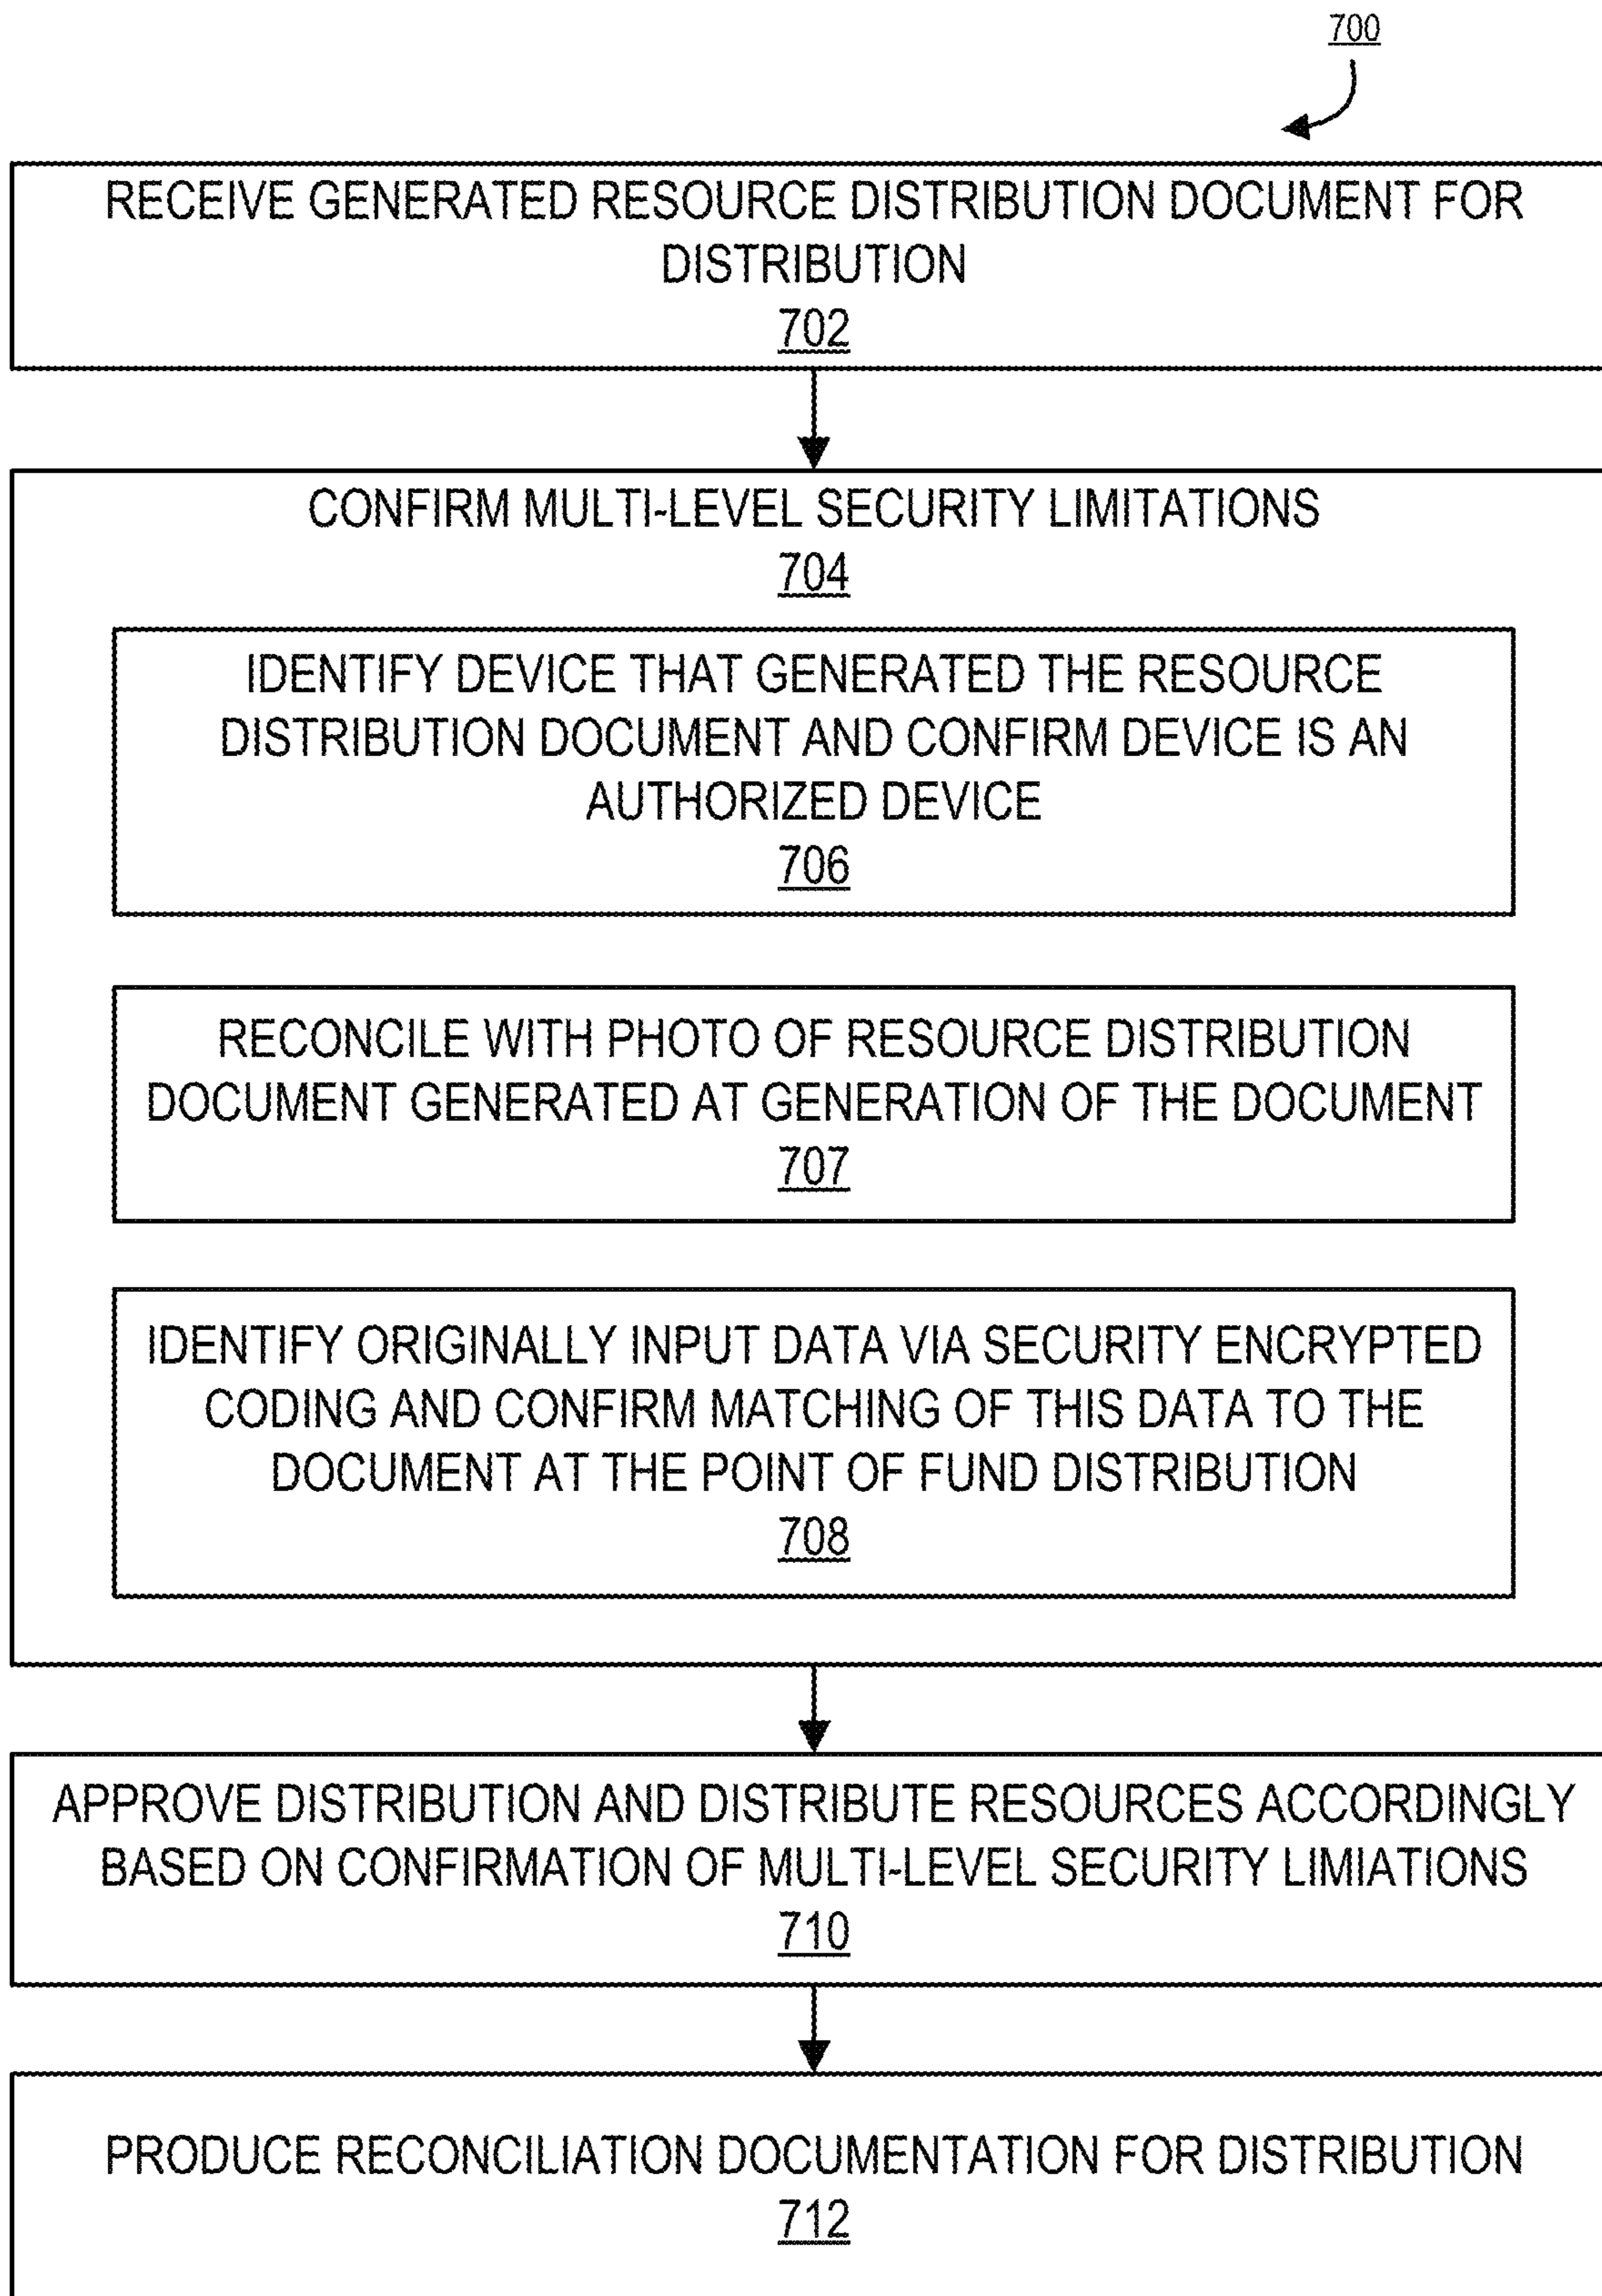 700
RECEIVE GENERATED RESOURCE DISTRIBUTION DOCUMENT FOR
DISTRIBUTION
702
CONFIRM MULTI-LEVEL SECURITY LIMITATIONS
704
IDENTIFY DEVICE THAT GENERATED THE RESOURCE
DISTRIBUTION DOCUMENT AND CONFIRM DEVICE IS AN
AUTHORIZED DEVICE
706
RECONCILE WITH PHOTO OF RESOURCE DISTRIBUTION
DOCUMENT GENERATED AT GENERATION OF THE DOCUMENT
707
IDENTIFY ORIGINALLY INPUT DATA VIA SECURITY ENCRYPTED
CODING AND CONFIRM MATCHING OF THIS DATA TO THE
DOCUMENT AT THE POINT OF FUND DISTRIBUTION
708
APPROVE DISTRIBUTION AND DISTRIBUTE RESOURCES ACCORDINGLY
BASED ON CONFIRMATION OF MULTI-LEVEL SECURITY LIMIATIONS
710
PRODUCE RECONCILIATION DOCUMENTATION FOR DISTRIBUTION
712